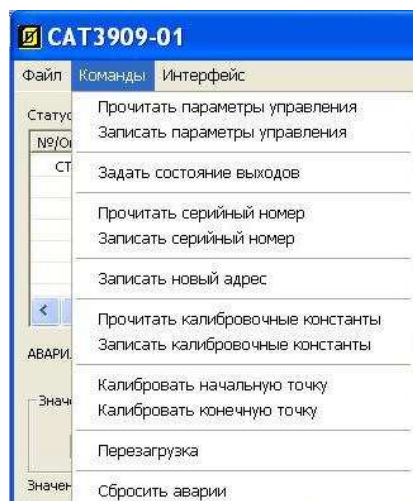 CAT3909-01
Файл Команды Интерфейс
Прочитать параметры управления
Записать параметры управления
Задать состояние выходов
Прочитать серийный номер
Записать серийный номер
Записать новый адрес
Прочитать калибровочные константы
Записать калибровочные константы
Калибровать начальную точку
Калибровать конечную точку
Перезагрузка
Сбросить аварии